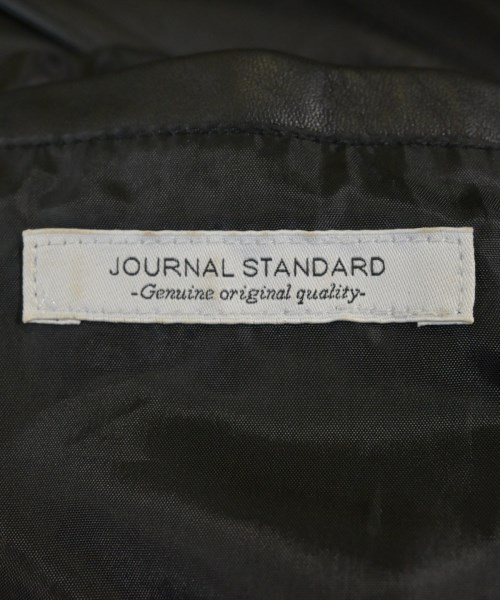 JOURNAL STANDARD
-Genuine original quality-